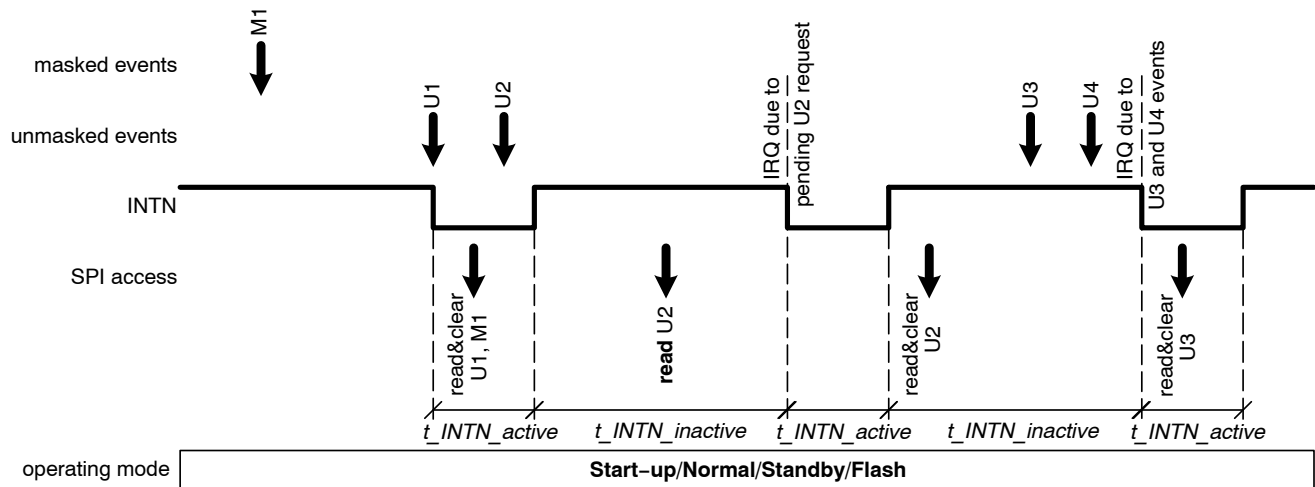 masked events
M1
unmasked events
U1
U2
IRQ due to
pending U2 request
U3
U4
IRQ due to
U3 and U4 events
INTN
SPI access
read&clear
U1, M1
read U2
read&clear
U2
read&clear
U3
t_INTN_active
t_INTN_inactive
t_INTN_active
t_INTN_inactive
t_INTN_active
operating mode
Start−up/Normal/Standby/Flash